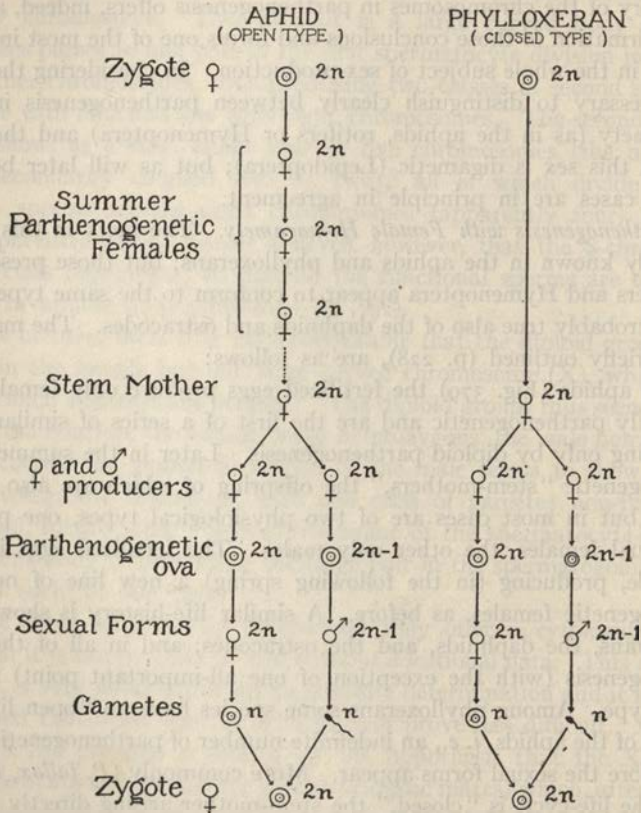 APHID PHYLLOXERAN
(OPEN TYPE) (CLOSED TYPE)
Zygote ♀ 2n 2n
♀ 2n
Summer
Parthenogenetic
Females
♀ 2n
♀ 2n
Stem Mother ♀ 2n ♀ 2n
♀ and ♂ producers ♀ 2n ♀ 2n ♀ 2n ♀ 2n
Parthenogenetic ova 2n 2n-1 2n 2n-1
Sexual Forms ♀ 2n ♂ 2n-1 ♀ 2n ♂ 2n-1
Gametes n n n n
Zygote ♀ 2n 2n